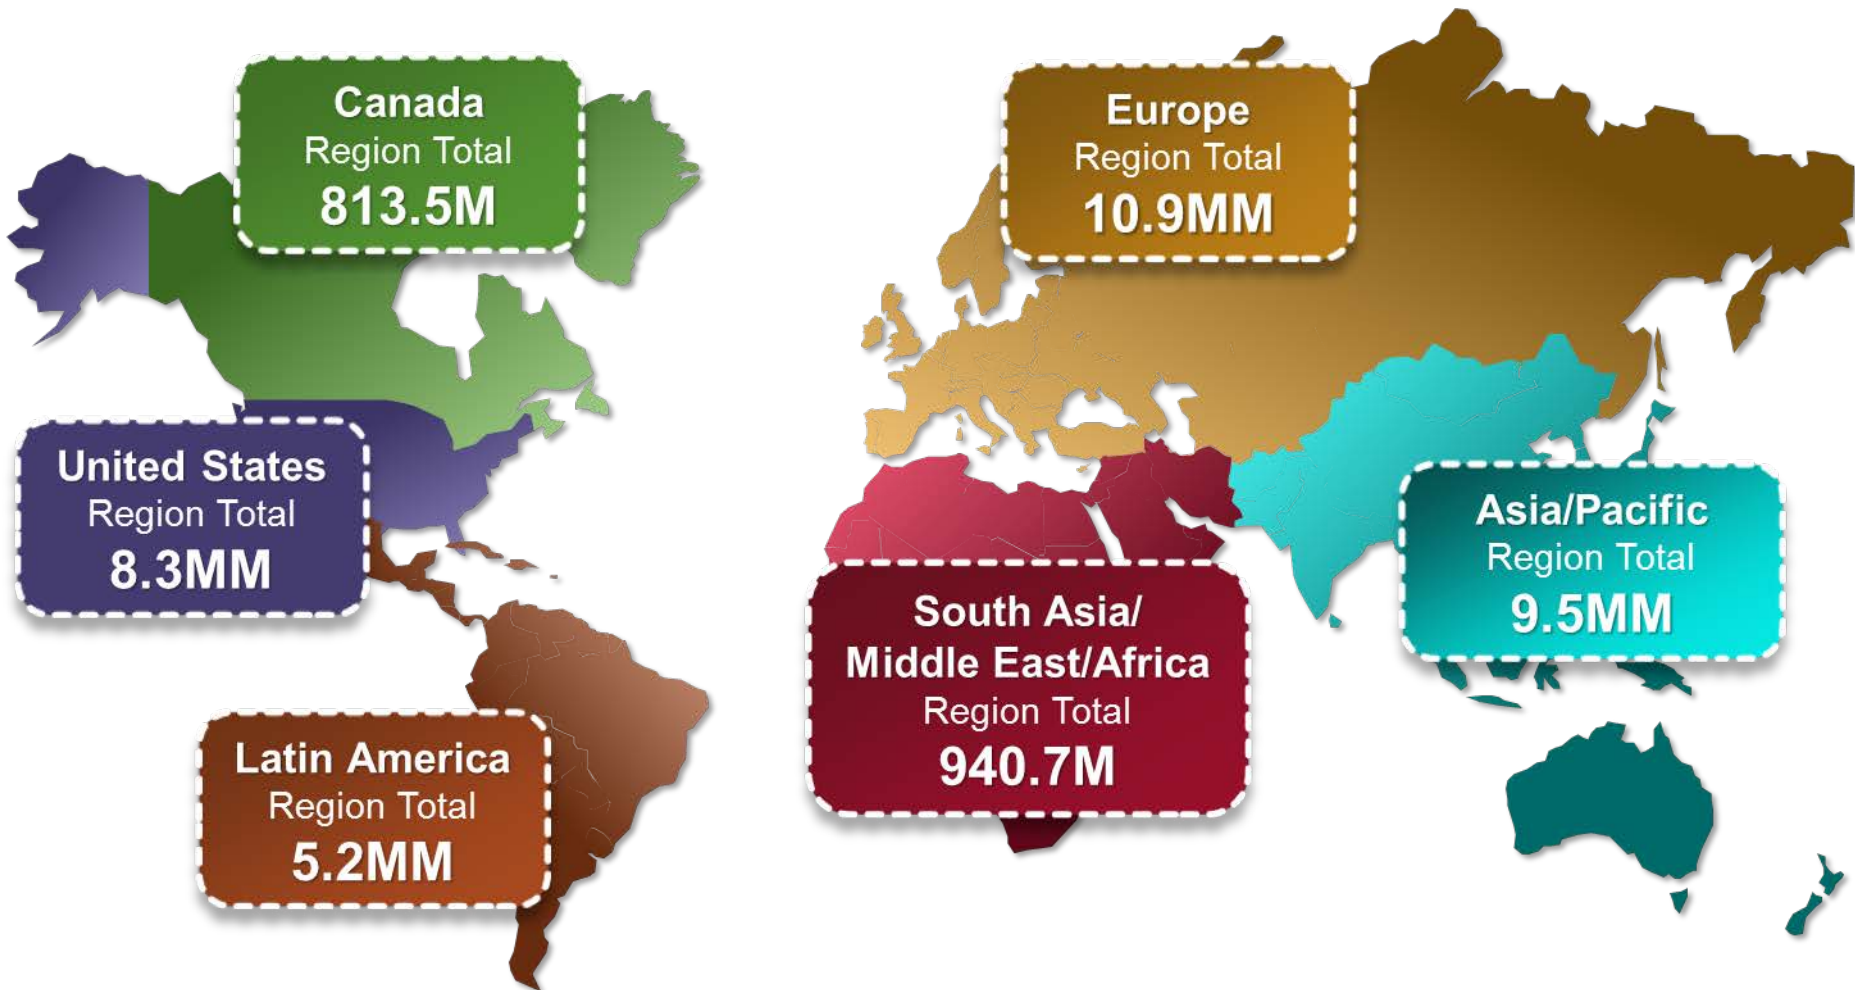 Canada
Region Total
813.5M
Europe
Region Total
10.9MM
United States
Region Total
8.3MM
Asia/Pacific
Region Total
9.5MM
South Asia/
Middle East/Africa
Region Total
940.7M
Latin America
Region Total
5.2MM